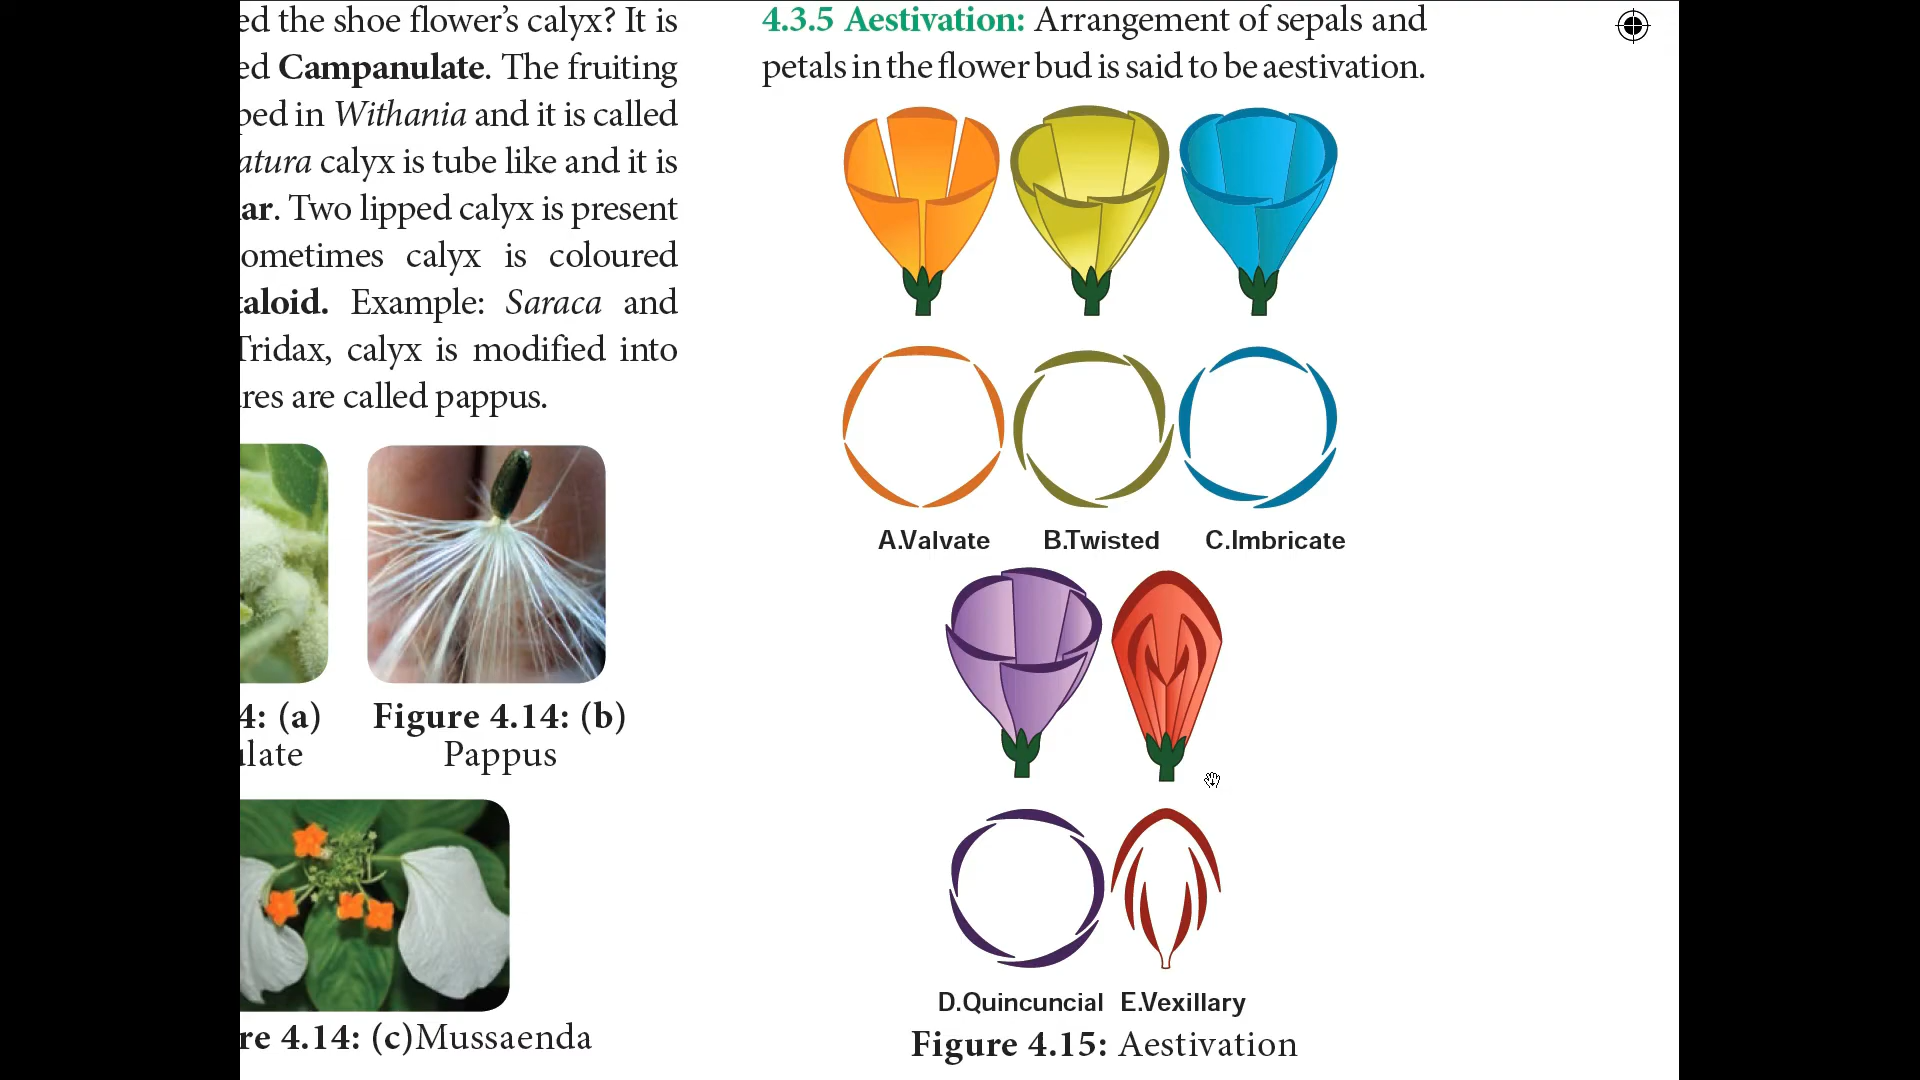 ed the shoe flower's calyx? It is
ed Campanulate. The fruiting
ped in Withania and it is called
atura calyx is tube like and it is
ar. Two lipped calyx is present
ometimes calyx is coloured
taloid. Example: Saraca and
Tridax, calyx is modified into
ures are called pappus.
4: (a)
ulate
Figure 4.14: (b)
Pappus
re 4.14: (c)Mussaenda
4.3.5 Aestivation: Arrangement of sepals and
petals in the flower bud is said to be aestivation.
A.Valvate B.Twisted C.Imbricate
D.Quincuncial E.Vexillary
Figure 4.15: Aestivation